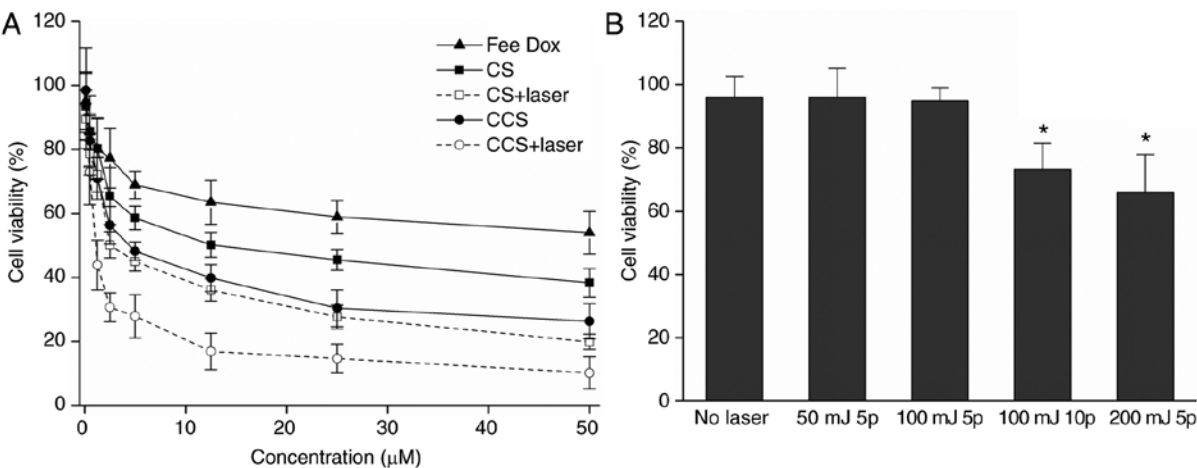 A
Cell viability (%)
120
100
80
60
40
20
0
0
10
20
30
40
50
Concentration (μM)
Fee Dox
CS
CS+laser
CCS
CCS+laser
B
Cell viability (%)
120
100
80
60
40
20
0
*
*
No laser
50 mJ 5p
100 mJ 5p
100 mJ 10p
200 mJ 5p